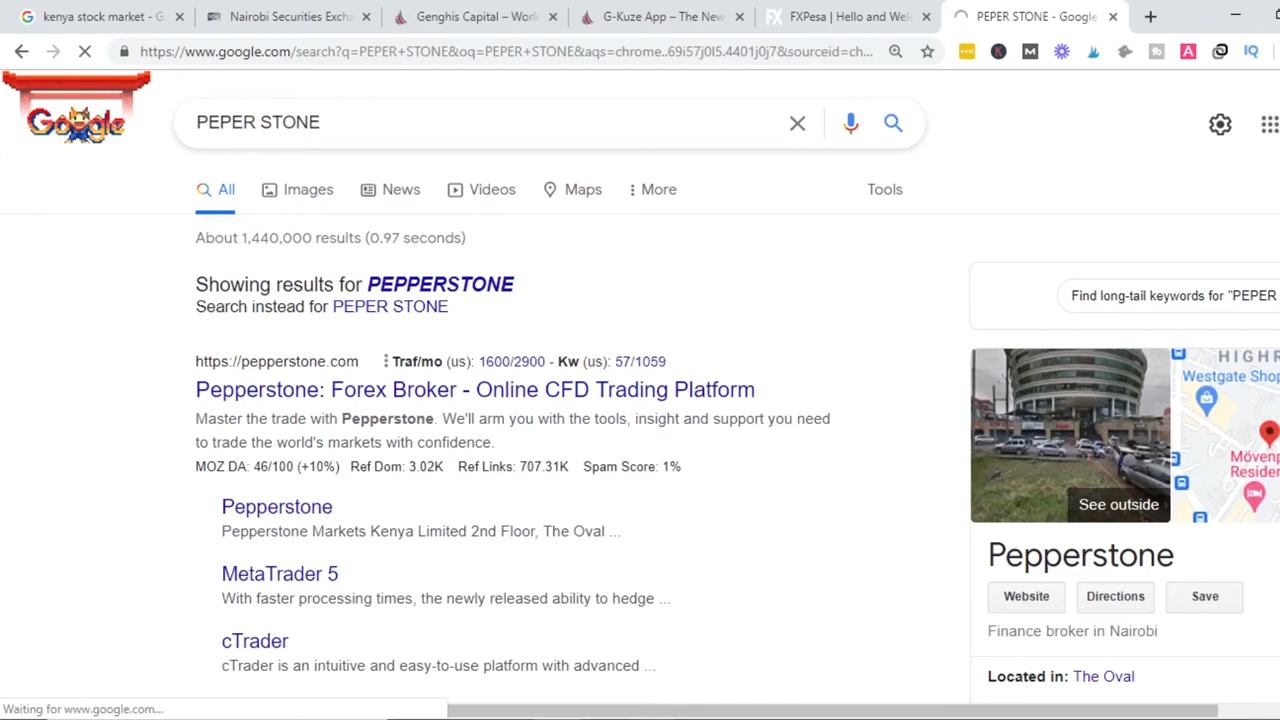 kenya stock market - G
Nairobi Securities Excha
Genghis Capital – Worl
G-Kuze App – The New
FXPesa | Hello and Wel
PEPER STONE - Google
https://www.google.com/search?q=PEPER+STONE&oq=PEPER+STONE&aqs=chrome..69i57j0l5.4401j0j7&sourceid=ch...
Google
PEPER STONE
All Images News Videos Maps More Tools
About 1,440,000 results (0.97 seconds)
Showing results for PEPPERSTONE
Search instead for PEPER STONE
https://pepperstone.com Traf/mo (us): 1600/2900 - Kw (us): 57/1059
Pepperstone: Forex Broker - Online CFD Trading Platform
Master the trade with Pepperstone. We'll arm you with the tools, insight and support you need
to trade the world's markets with confidence.
MOZ DA: 46/100 (+10%) Ref Dom: 3.02K Ref Links: 707.31K Spam Score: 1%
Pepperstone
Pepperstone Markets Kenya Limited 2nd Floor, The Oval ...
MetaTrader 5
With faster processing times, the newly released ability to hedge ...
cTrader
cTrader is an intuitive and easy-to-use platform with advanced ...
Find long-tail keywords for "PEPER
HIGHR
Westgate Shop
Mövenp
Reside
See outside
Pepperstone
Website Directions Save
Finance broker in Nairobi
Located in: The Oval
Waiting for www.google.com...